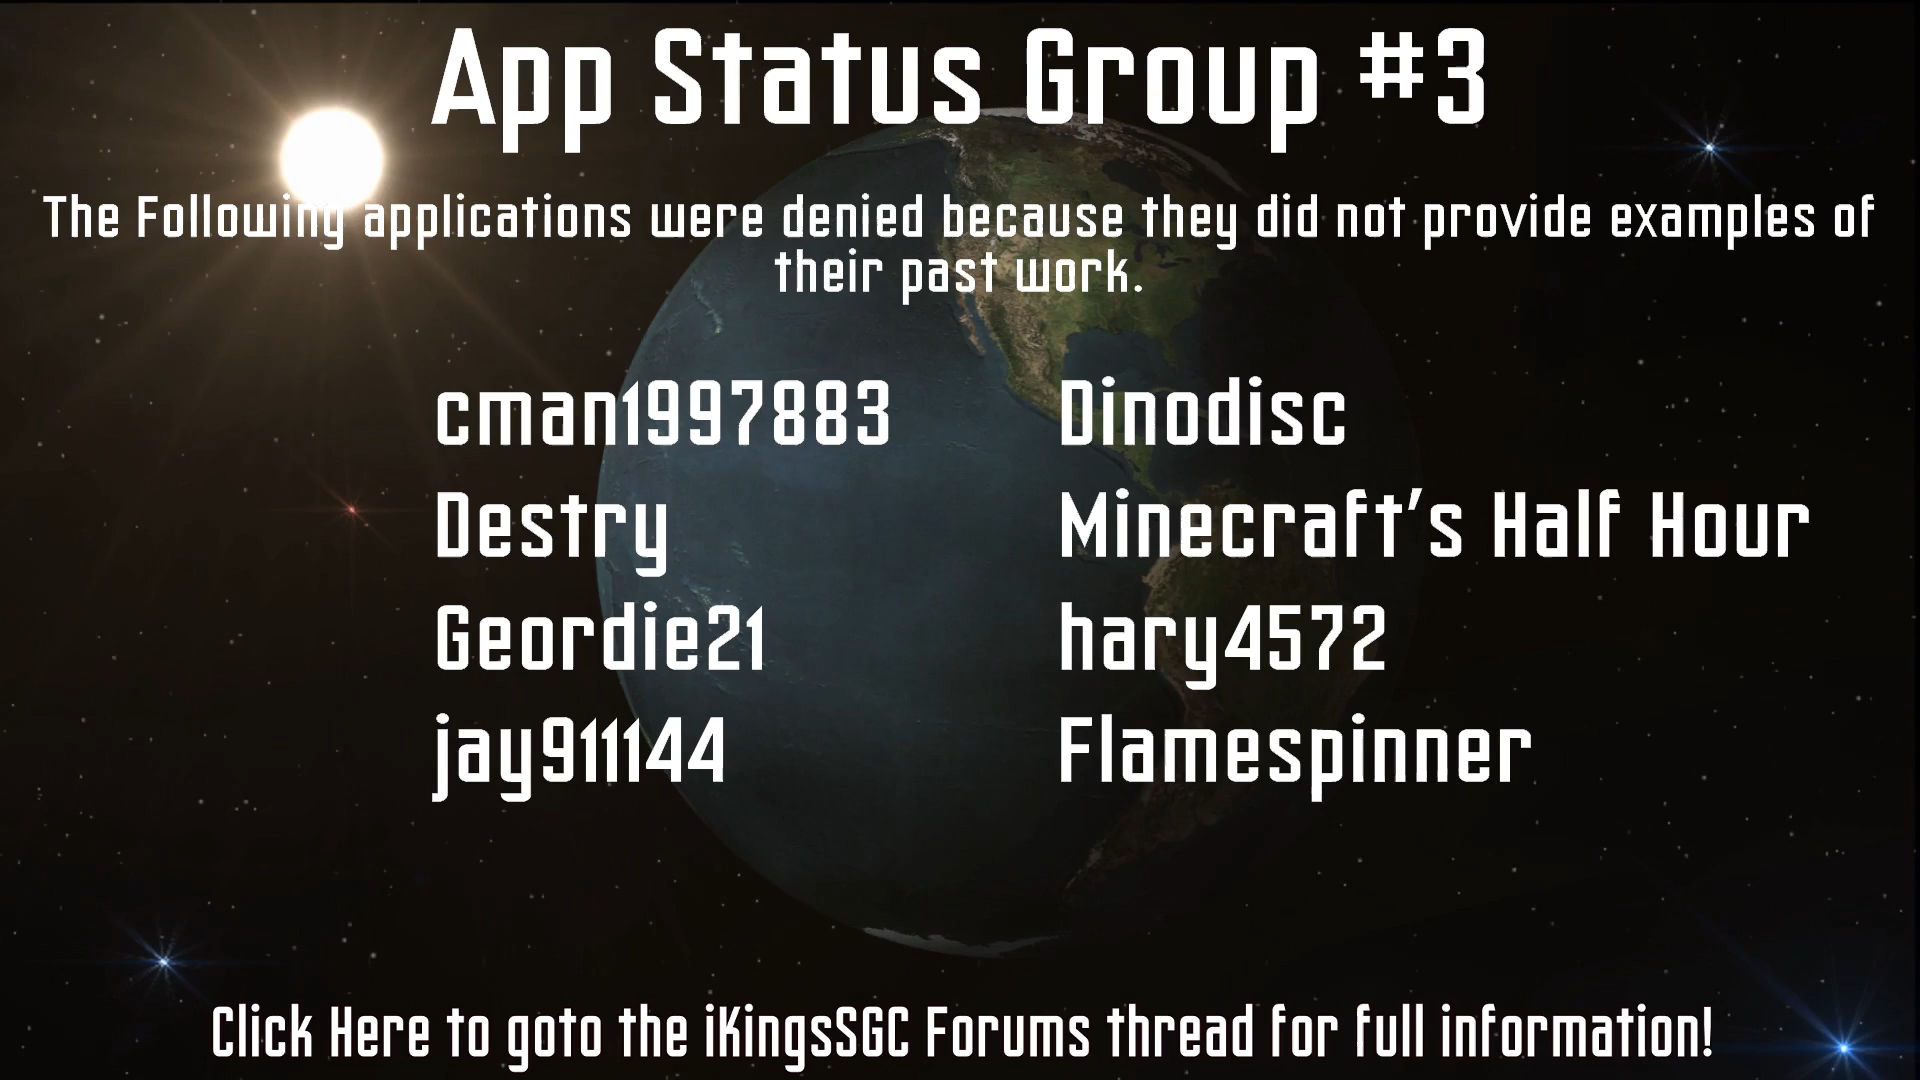 App Status Group #3
The Following applications were denied because they did not provide examples of
their past work.
cman1997883
Dinodisc
Destry
Minecraft's Half Hour
Geordie21
hary4572
jay911144
Flamespinner
Click Here to goto the iKingsSGC Forums thread for full information!